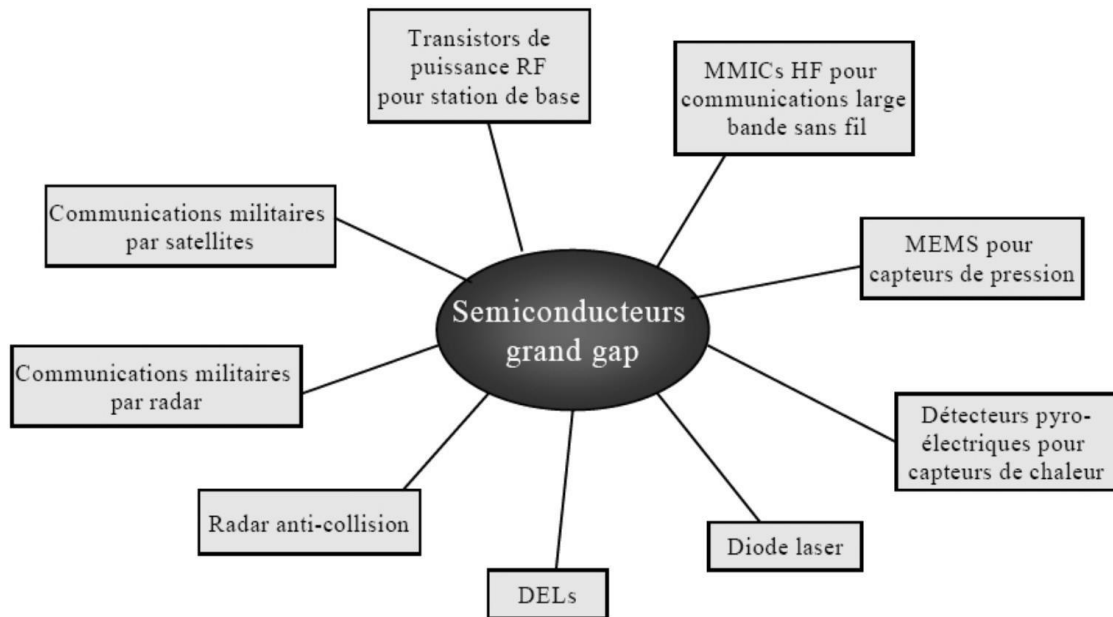 Transistors de
puissance RF
pour station de base
MMICs HF pour
communications large
bande sans fil
Communications militaires
par satellites
MEMS pour
capteurs de pression
Semiconducteurs
grand gap
Communications militaires
par radar
Détecteurs pyro-
électriques pour
capteurs de chaleur
Radar anti-collision
Diode laser
DELs